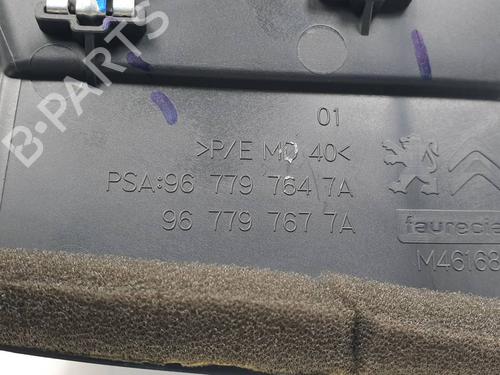 B-PARTS
01
>P/E MD 40<
PSA:96 779 764 7A
96 779 767 7A
faurecia
M46168